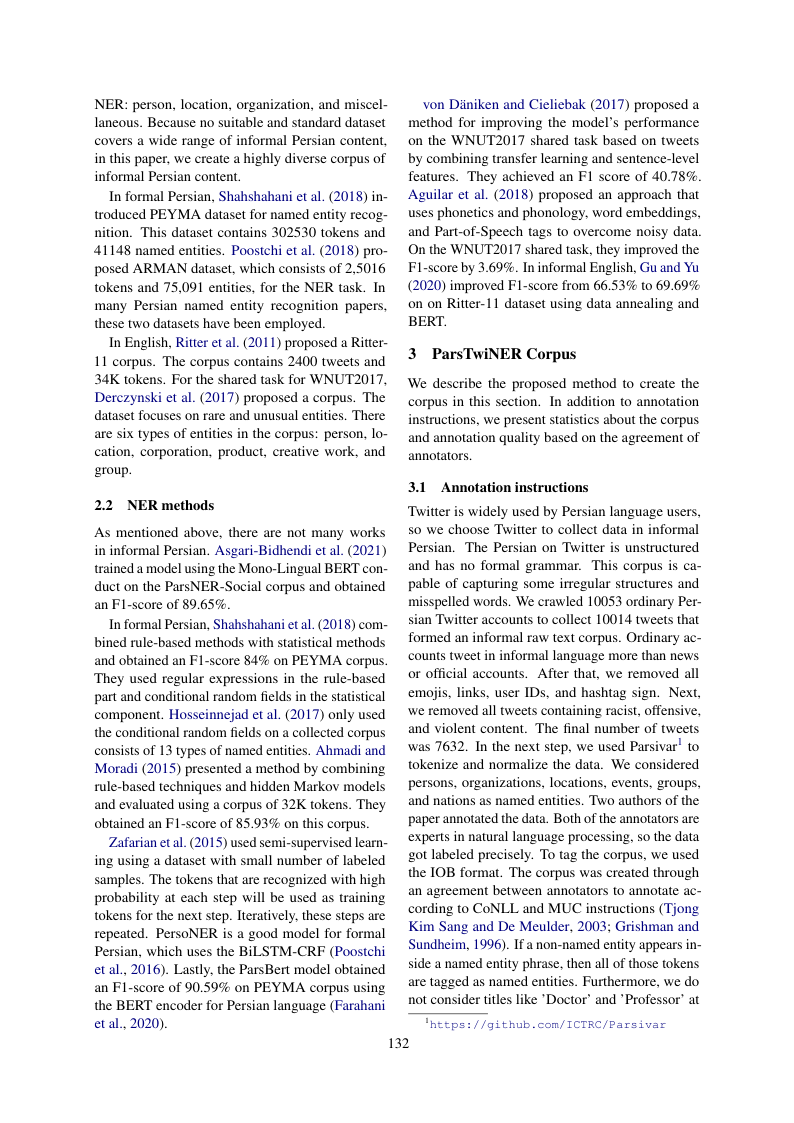 NER: person, location, organization, and miscel-
laneous. Because no suitable and standard dataset
covers a wide range of informal Persian content,
in this paper, we create a highly diverse corpus of
informal Persian content.
In formal Persian, Shahshahani et al. (2018) in-
troduced PEYMA dataset for named entity recog-
nition. This dataset contains 302530 tokens and
41148 named entities. Poostchi et al. (2018) pro-
posed ARMAN dataset, which consists of 2,5016
tokens and 75,091 entities, for the NER task. In
many Persian named entity recognition papers,
these two datasets have been employed.
In English, Ritter et al. (2011) proposed a Ritter-
11 corpus. The corpus contains 2400 tweets and
34K tokens. For the shared task for WNUT2017,
Derczynski et al. (2017) proposed a corpus. The
dataset focuses on rare and unusual entities. There
are six types of entities in the corpus: person, lo-
cation, corporation, product, creative work, and
group.
2.2 NER methods
As mentioned above, there are not many works
in informal Persian. Asgari-Bidhendi et al. (2021)
trained a model using the Mono-Lingual BERT con-
duct on the ParsNER-Social corpus and obtained
an F1-score of 89.65%.
In formal Persian, Shahshahani et al. (2018) com-
bined rule-based methods with statistical methods
and obtained an F1-score 84% on PEYMA corpus.
They used regular expressions in the rule-based
part and conditional random fields in the statistical
component. Hosseinnejad et al. (2017) only used
the conditional random fields on a collected corpus
consists of 13 types of named entities. Ahmadi and
Moradi (2015) presented a method by combining
rule-based techniques and hidden Markov models
and evaluated using a corpus of 32K tokens. They
obtained an F1-score of 85.93% on this corpus.
Zafarian et al. (2015) used semi-supervised learn-
ing using a dataset with small number of labeled
samples. The tokens that are recognized with high
probability at each step will be used as training
tokens for the next step. Iteratively, these steps are
repeated. PersoNER is a good model for formal
Persian, which uses the BiLSTM-CRF (Poostchi
et al., 2016). Lastly, the ParsBert model obtained
an F1-score of 90.59% on PEYMA corpus using
the BERT encoder for Persian language (Farahani
et al., 2020).
von Däniken and Cieliebak (2017) proposed a
method for improving the model's performance
on the WNUT2017 shared task based on tweets
by combining transfer learning and sentence-level
features. They achieved an F1 score of 40.78%.
Aguilar et al. (2018) proposed an approach that
uses phonetics and phonology, word embeddings,
and Part-of-Speech tags to overcome noisy data.
On the WNUT2017 shared task, they improved the
F1-score by 3.69%. In informal English, Gu and Yu
(2020) improved F1-score from 66.53% to 69.69%
on on Ritter-11 dataset using data annealing and
BERT.
3 ParsTwiNER Corpus
We describe the proposed method to create the
corpus in this section. In addition to annotation
instructions, we present statistics about the corpus
and annotation quality based on the agreement of
annotators.
3.1 Annotation instructions
Twitter is widely used by Persian language users,
so we choose Twitter to collect data in informal
Persian. The Persian on Twitter is unstructured
and has no formal grammar. This corpus is ca-
pable of capturing some irregular structures and
misspelled words. We crawled 10053 ordinary Per-
sian Twitter accounts to collect 10014 tweets that
formed an informal raw text corpus. Ordinary ac-
counts tweet in informal language more than news
or official accounts. After that, we removed all
emojis, links, user IDs, and hashtag sign. Next,
we removed all tweets containing racist, offensive,
and violent content. The final number of tweets
was 7632. In the next step, we used Parsivar1 to
tokenize and normalize the data. We considered
persons, organizations, locations, events, groups,
and nations as named entities. Two authors of the
paper annotated the data. Both of the annotators are
experts in natural language processing, so the data
got labeled precisely. To tag the corpus, we used
the IOB format. The corpus was created through
an agreement between annotators to annotate ac-
cording to CoNLL and MUC instructions (Tjong
Kim Sang and De Meulder, 2003; Grishman and
Sundheim, 1996). If a non-named entity appears in-
side a named entity phrase, then all of those tokens
are tagged as named entities. Furthermore, we do
not consider titles like 'Doctor' and 'Professor' at
1https://github.com/ICTRC/Parsivar
132